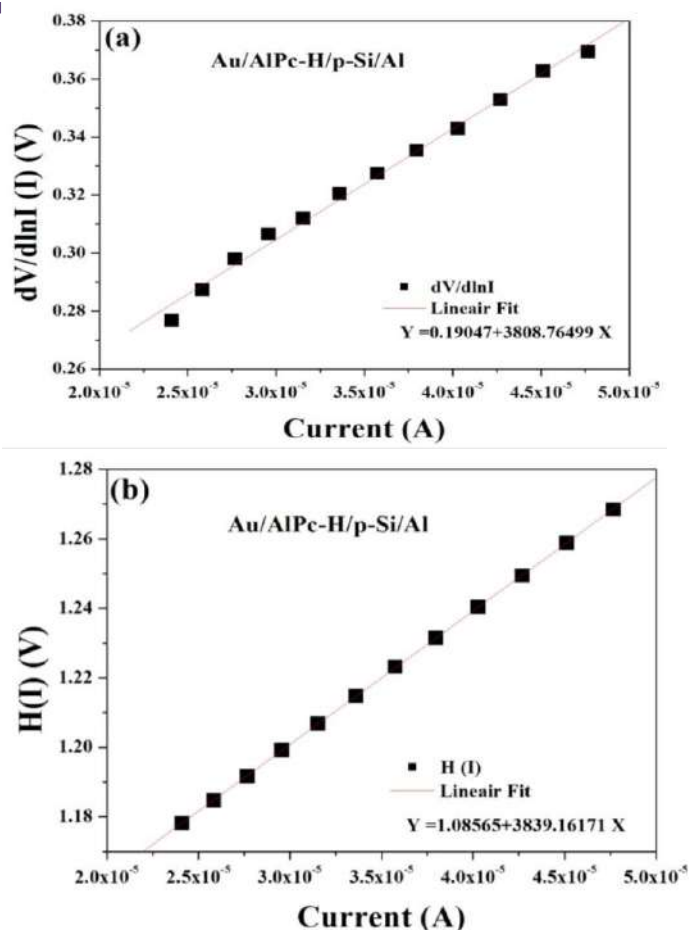 0.38
(a)
Au/AlPc-H/p-Si/Al
0.36
0.34
0.32
0.30
0.28
0.26
dV/dlnI (I) (V)
dV/dlnI
Lineair Fit
Y =0.19047+3808.76499 X
2.0x10⁻⁵ 2.5x10⁻⁵ 3.0x10⁻⁵ 3.5x10⁻⁵ 4.0x10⁻⁵ 4.5x10⁻⁵ 5.0x10⁻⁵
Current (A)
1.28
(b)
Au/AlPc-H/p-Si/Al
1.26
1.24
1.22
1.20
1.18
H(I) (V)
H (I)
Lineair Fit
Y =1.08565+3839.16171 X
2.0x10⁻⁵ 2.5x10⁻⁵ 3.0x10⁻⁵ 3.5x10⁻⁵ 4.0x10⁻⁵ 4.5x10⁻⁵ 5.0x10⁻⁵
Current (A)